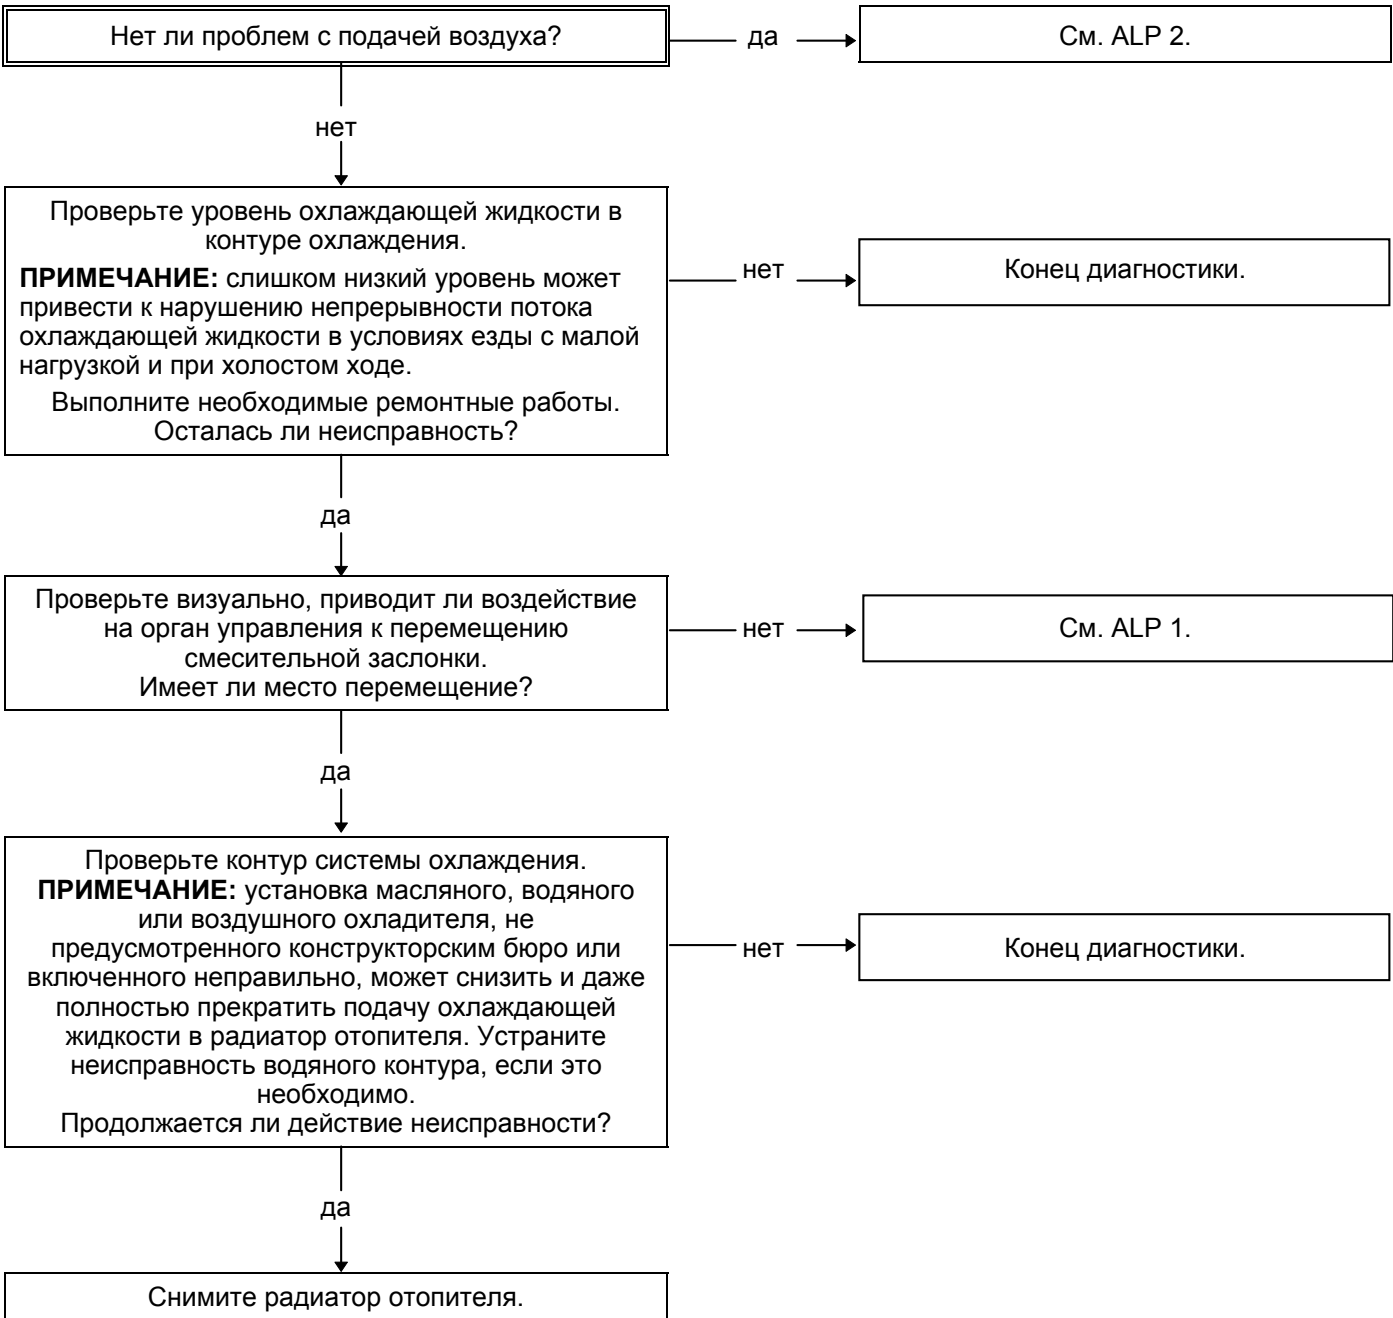 Нет ли проблем с подачей воздуха?
да
См. ALP 2.
нет
Проверьте уровень охлаждающей жидкости в
контуре охлаждения.
ПРИМЕЧАНИЕ: слишком низкий уровень может
привести к нарушению непрерывности потока
охлаждающей жидкости в условиях езды с малой
нагрузкой и при холостом ходе.
Выполните необходимые ремонтные работы.
Осталась ли неисправность?
нет
Конец диагностики.
да
Проверьте визуально, приводит ли воздействие
на орган управления к перемещению
смесительной заслонки.
Имеет ли место перемещение?
нет
См. ALP 1.
да
Проверьте контур системы охлаждения.
ПРИМЕЧАНИЕ: установка масляного, водяного
или воздушного охладителя, не
предусмотренного конструкторским бюро или
включенного неправильно, может снизить и даже
полностью прекратить подачу охлаждающей
жидкости в радиатор отопителя. Устраните
неисправность водяного контура, если это
необходимо.
Продолжается ли действие неисправности?
нет
Конец диагностики.
да
Снимите радиатор отопителя.